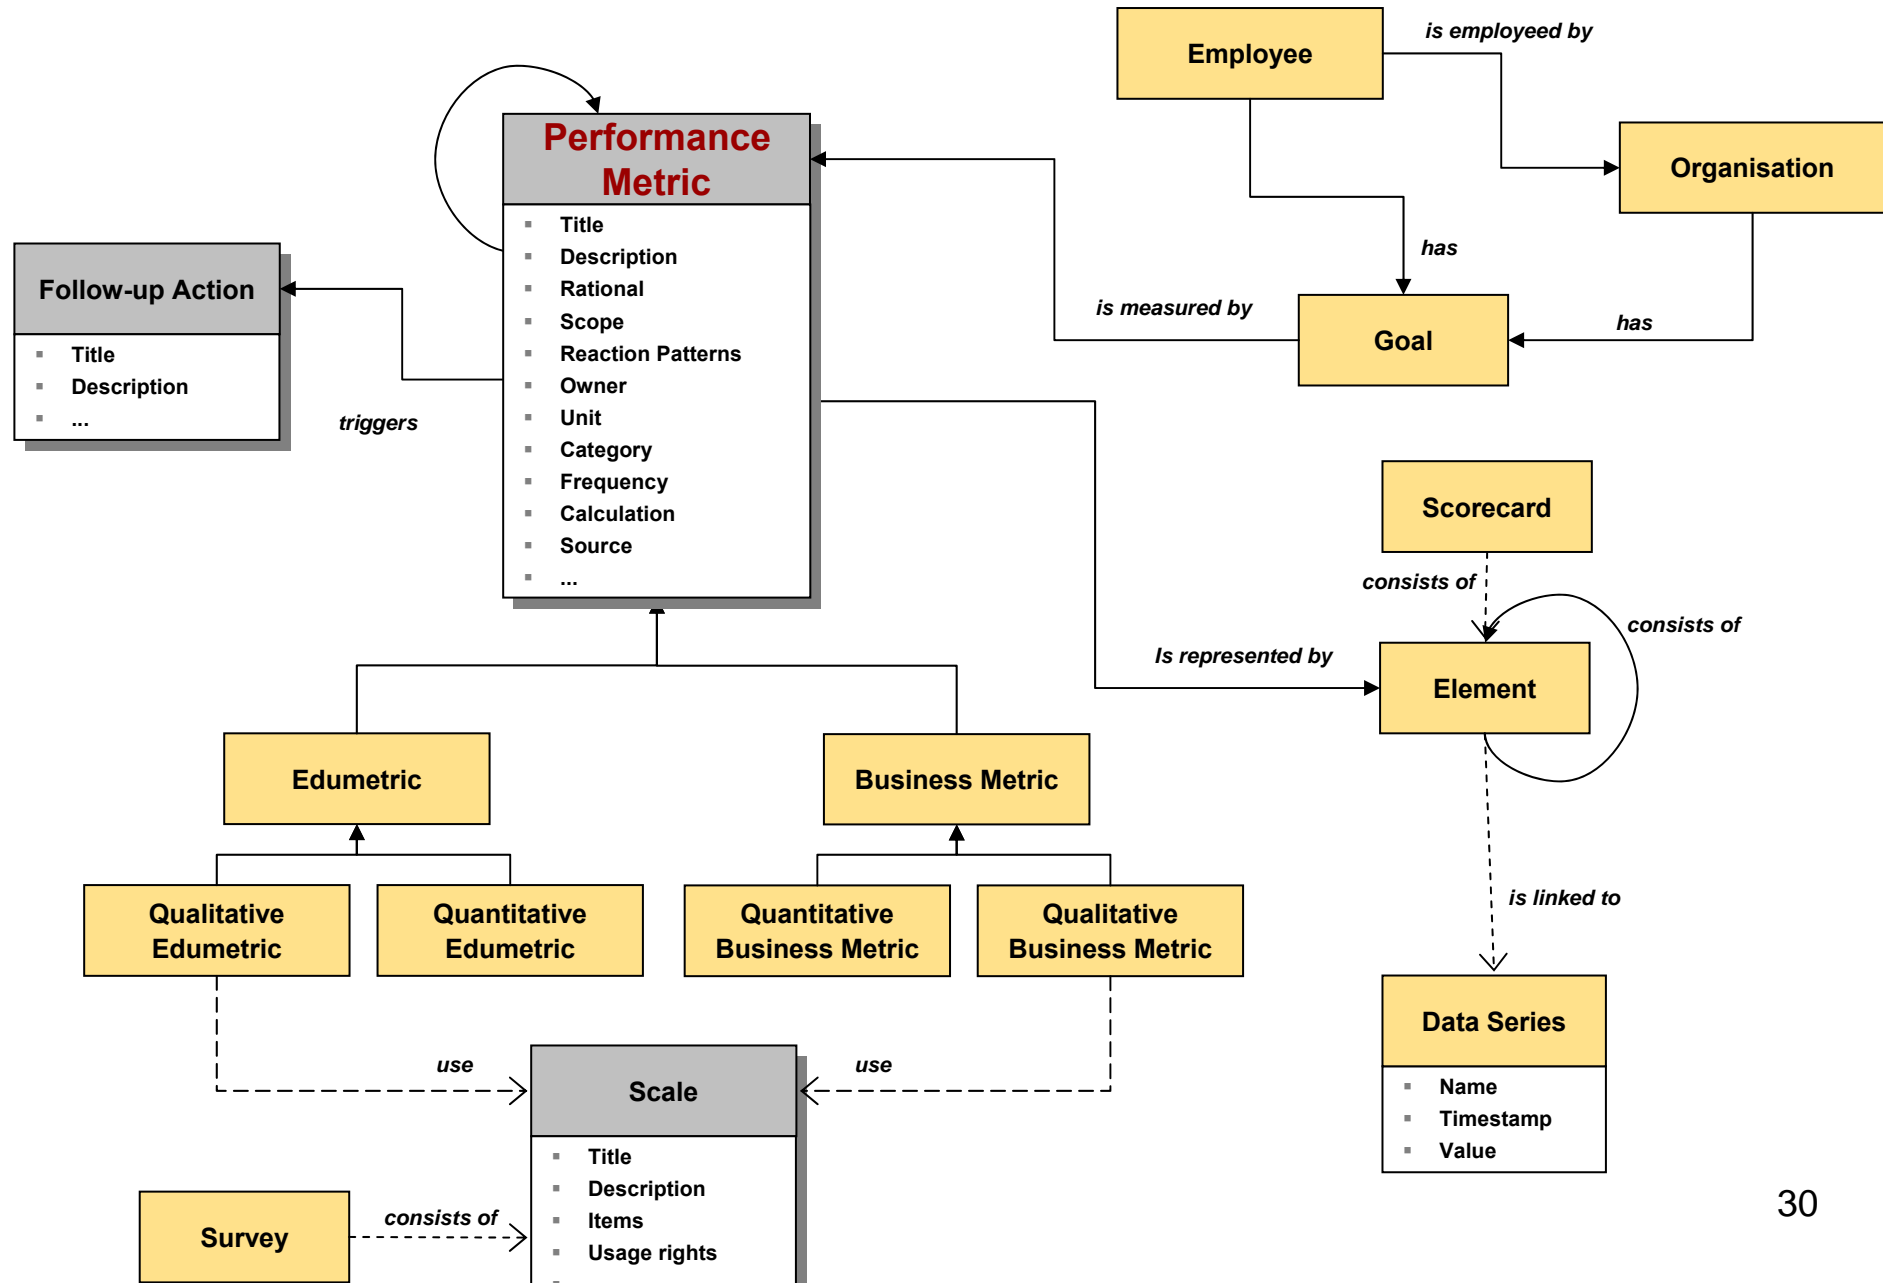 Employee
is employeed by
Organisation
Performance
Metric
Title
Description
Rational
Scope
Reaction Patterns
Owner
Unit
Category
Frequency
Calculation
Source
...
Follow-up Action
Title
Description
...
triggers
has
is measured by
Goal
has
Scorecard
consists of
consists of
Is represented by
Element
Edumetric
Business Metric
Qualitative
Edumetric
Quantitative
Edumetric
Quantitative
Business Metric
Qualitative
Business Metric
is linked to
Data Series
Name
Timestamp
Value
use
use
Scale
Title
Description
Items
Usage rights
Survey
consists of
30